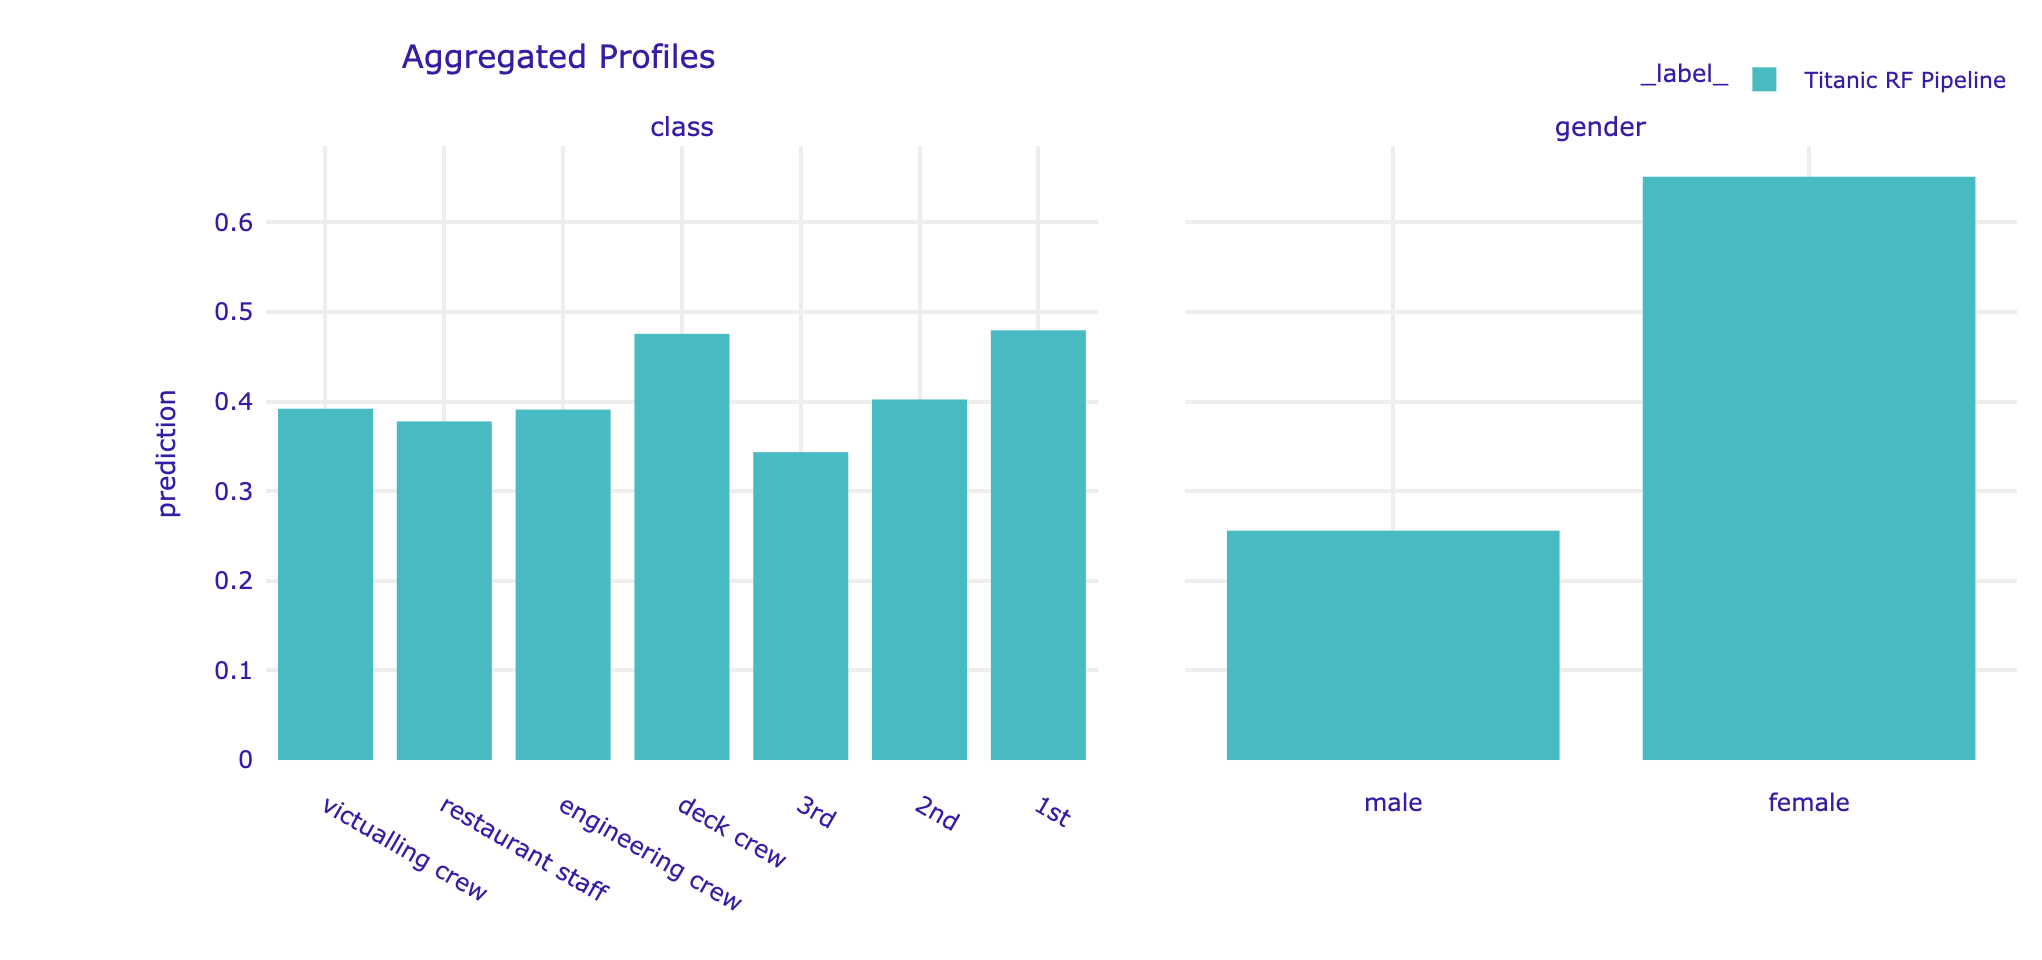 Aggregated Profiles
_label_ Titanic RF Pipeline
class
gender
prediction
0.6
0.5
0.4
0.3
0.2
0.1
0
victualling crew
restaurant staff
engineering crew
deck crew
3rd
2nd
1st
male
female